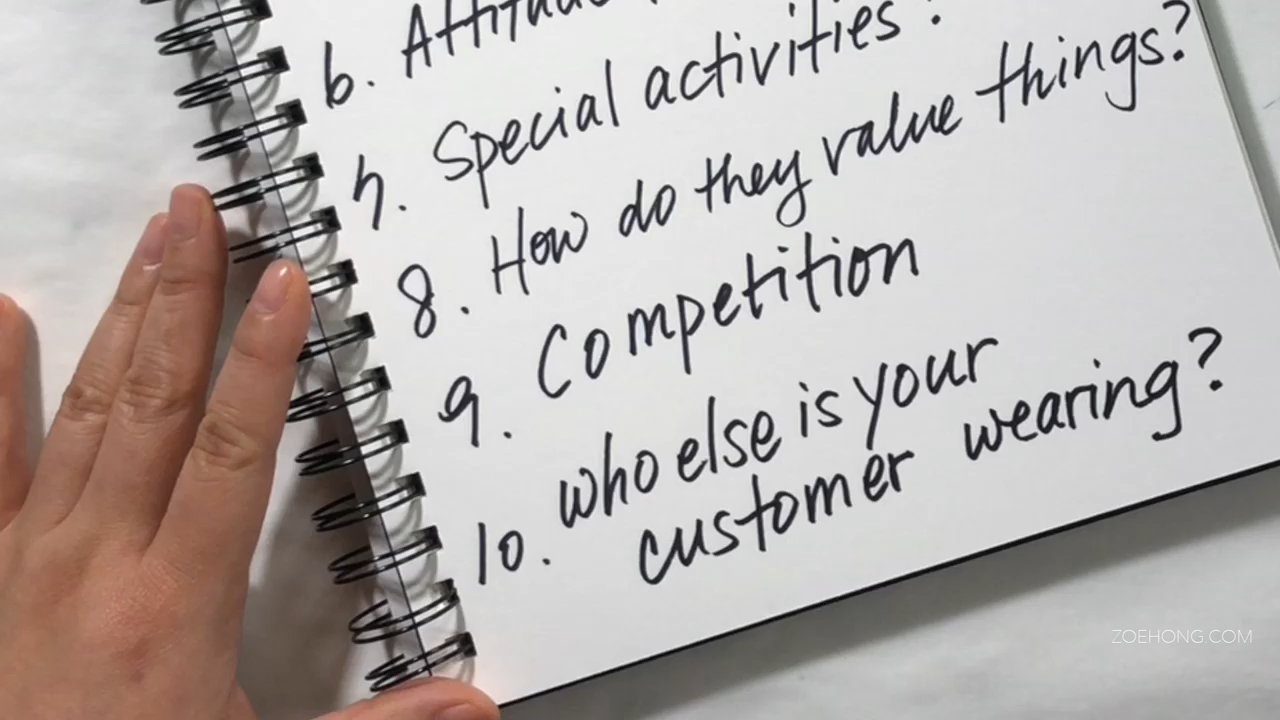 6. Attitude
7. Special activities?
8. How do they value things?
9. Competition
10. who else is your
customer wearing?
ZOEHONG.COM